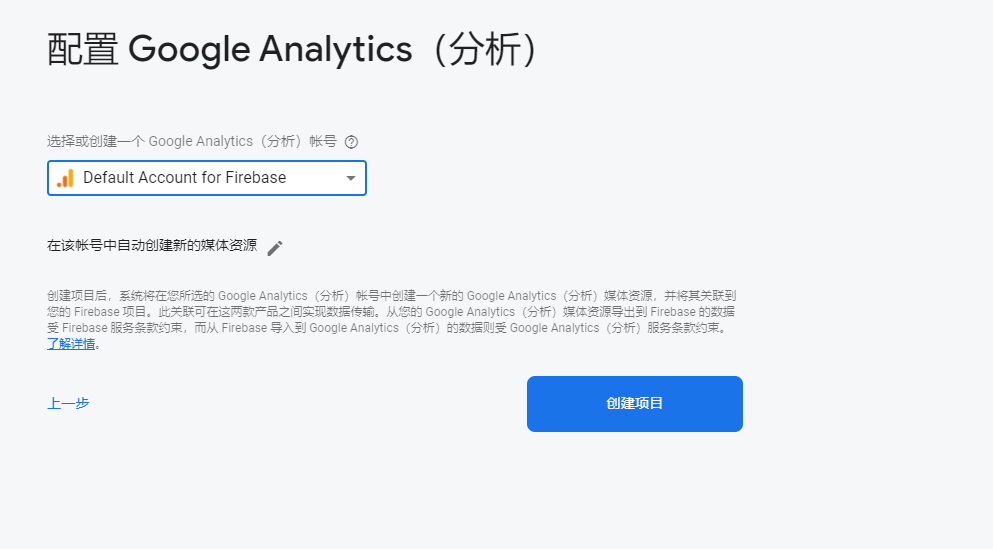 配置 Google Analytics（分析）
选择或创建一个 Google Analytics（分析）帐号
Default Account for Firebase
在该帐号中自动创建新的媒体资源
创建项目后，系统将在您所选的 Google Analytics（分析）帐号中创建一个新的 Google Analytics（分析）媒体资源，并将其关联到
您的 Firebase 项目。此关联可在这两款产品之间实现数据传输。从您的 Google Analytics（分析）媒体资源导出到 Firebase 的数据
受 Firebase 服务条款约束，而从 Firebase 导入到 Google Analytics（分析）的数据则受 Google Analytics（分析）服务条款约束。
了解详情。
上一步
创建项目